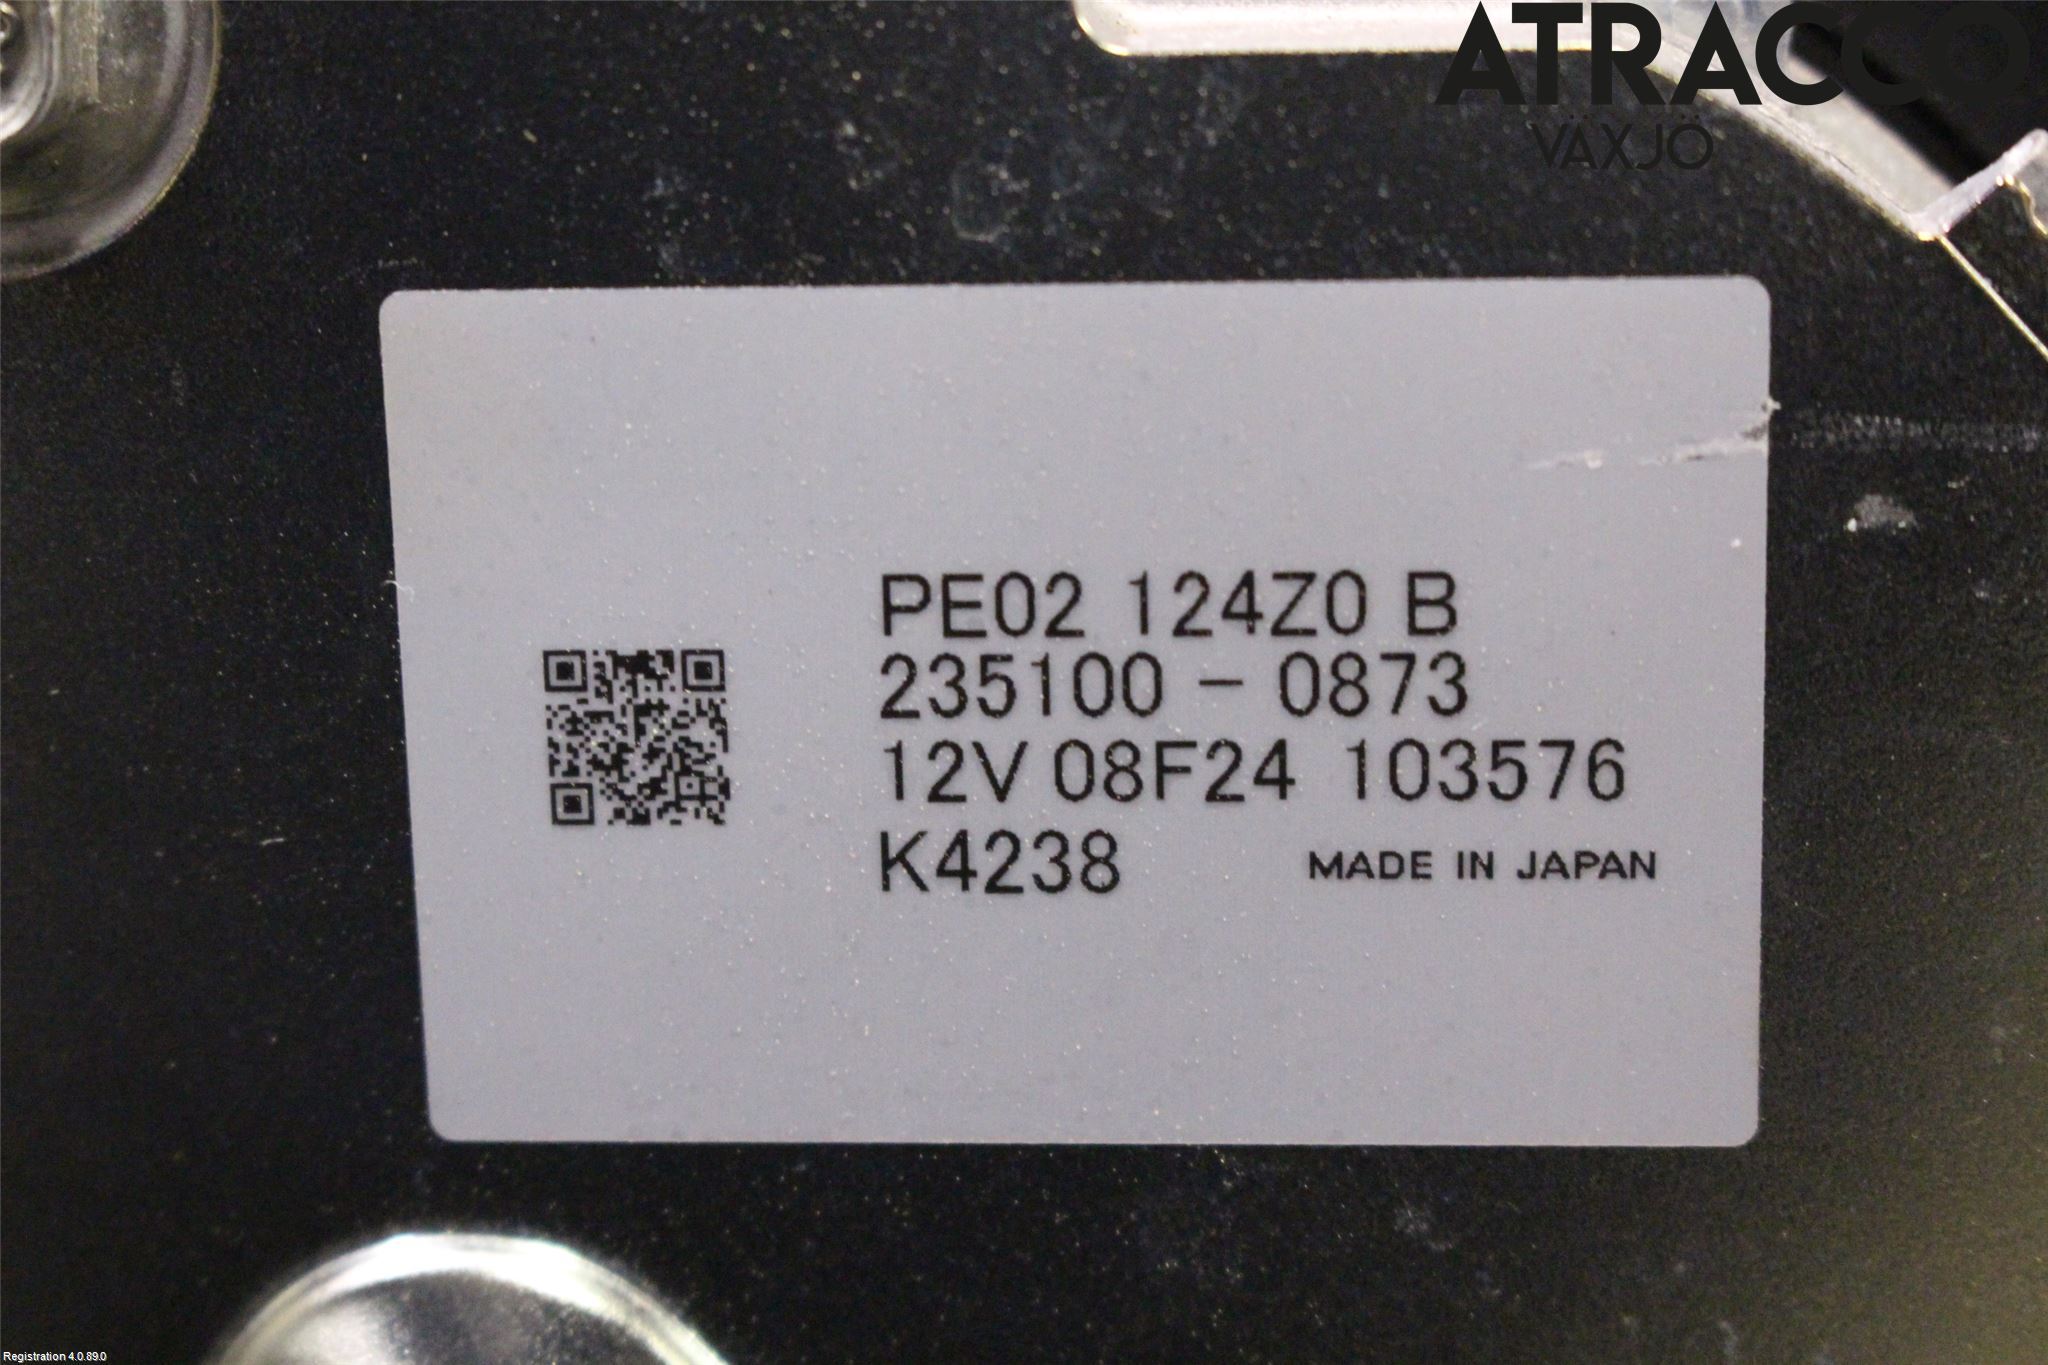 ATRACCO
VÄXJÖ
PE02 124Z0 B
235100-0873
12V 08F24 103576
K4238 MADE IN JAPAN
Registration 4.0.89.0